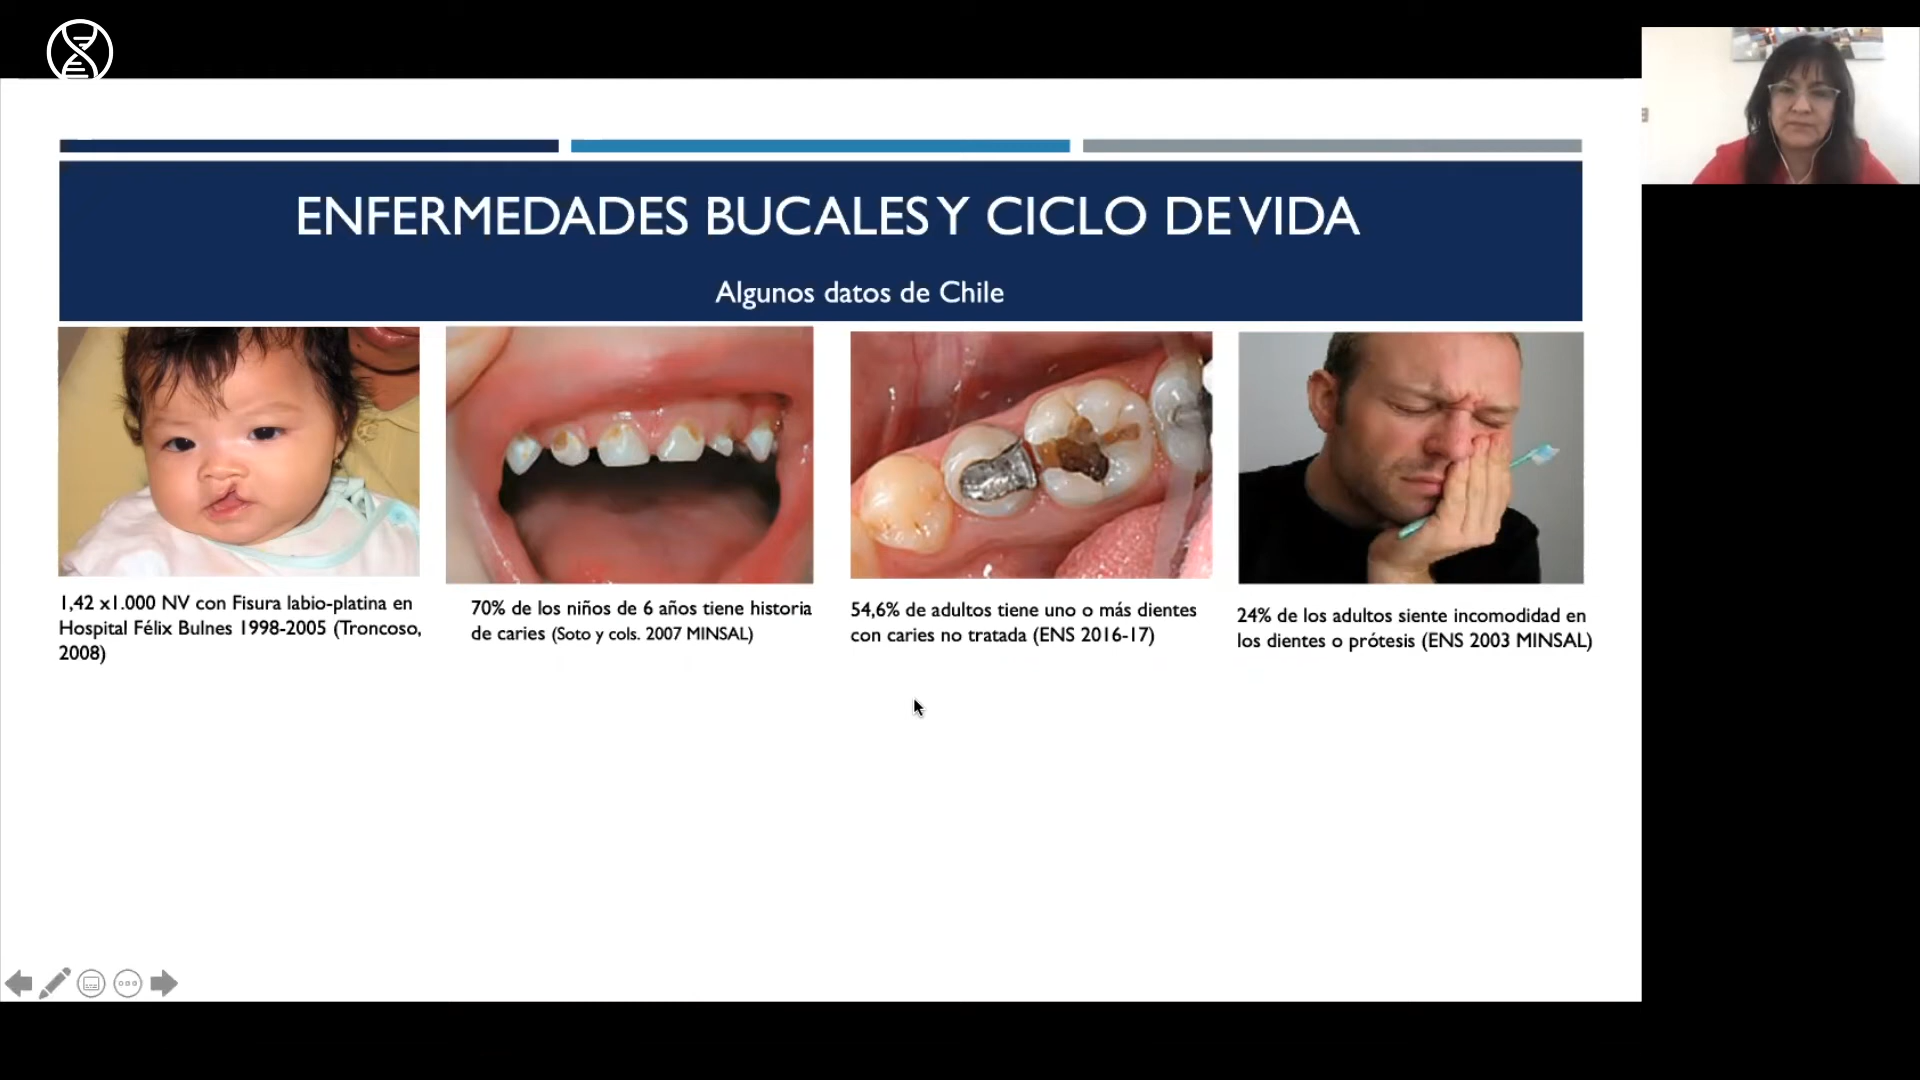 ENFERMEDADES BUCALES Y CICLO DE VIDA
Algunos datos de Chile
1,42 x1.000 NV con Fisura labio-platina en
Hospital Félix Bulnes 1998-2005 (Troncoso,
2008)
70% de los niños de 6 años tiene historia
de caries (Soto y cols. 2007 MINSAL)
54,6% de adultos tiene uno o más dientes
con caries no tratada (ENS 2016-17)
24% de los adultos siente incomodidad en
los dientes o prótesis (ENS 2003 MINSAL)